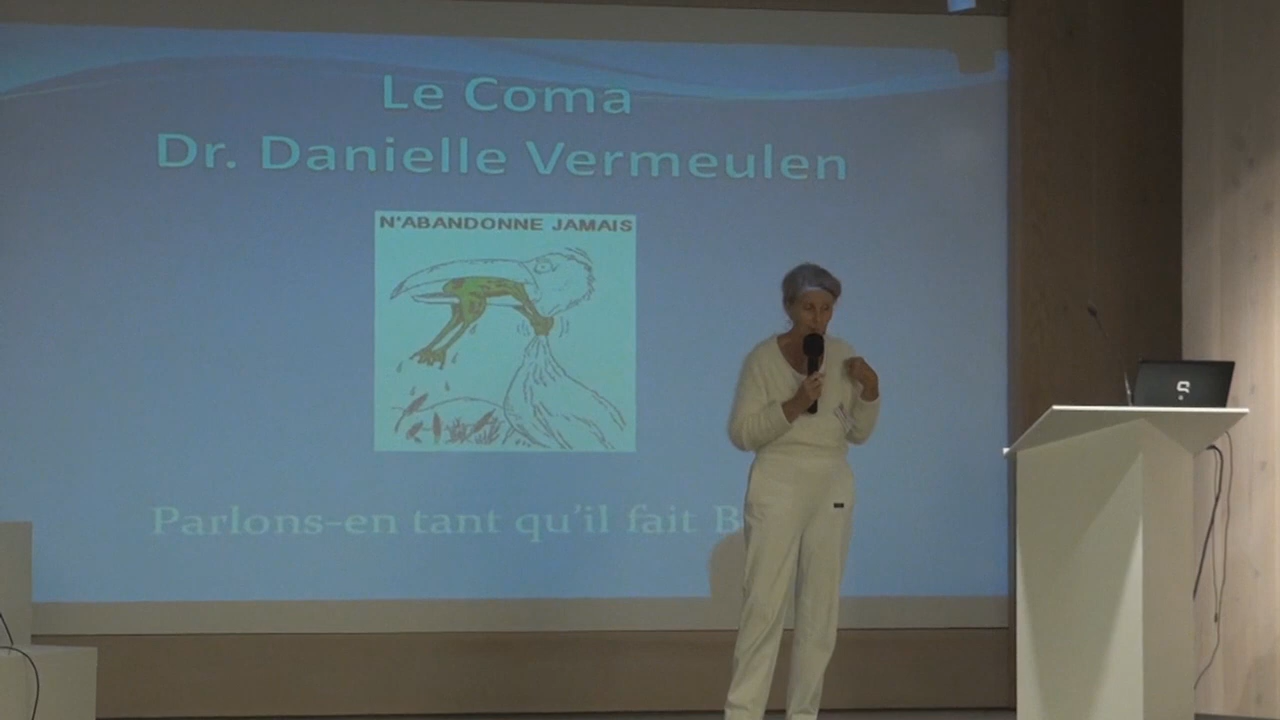 Le Coma
Dr. Danielle Vermeulen
N'ABANDONNE JAMAIS
Parlons-en tant qu'il fait